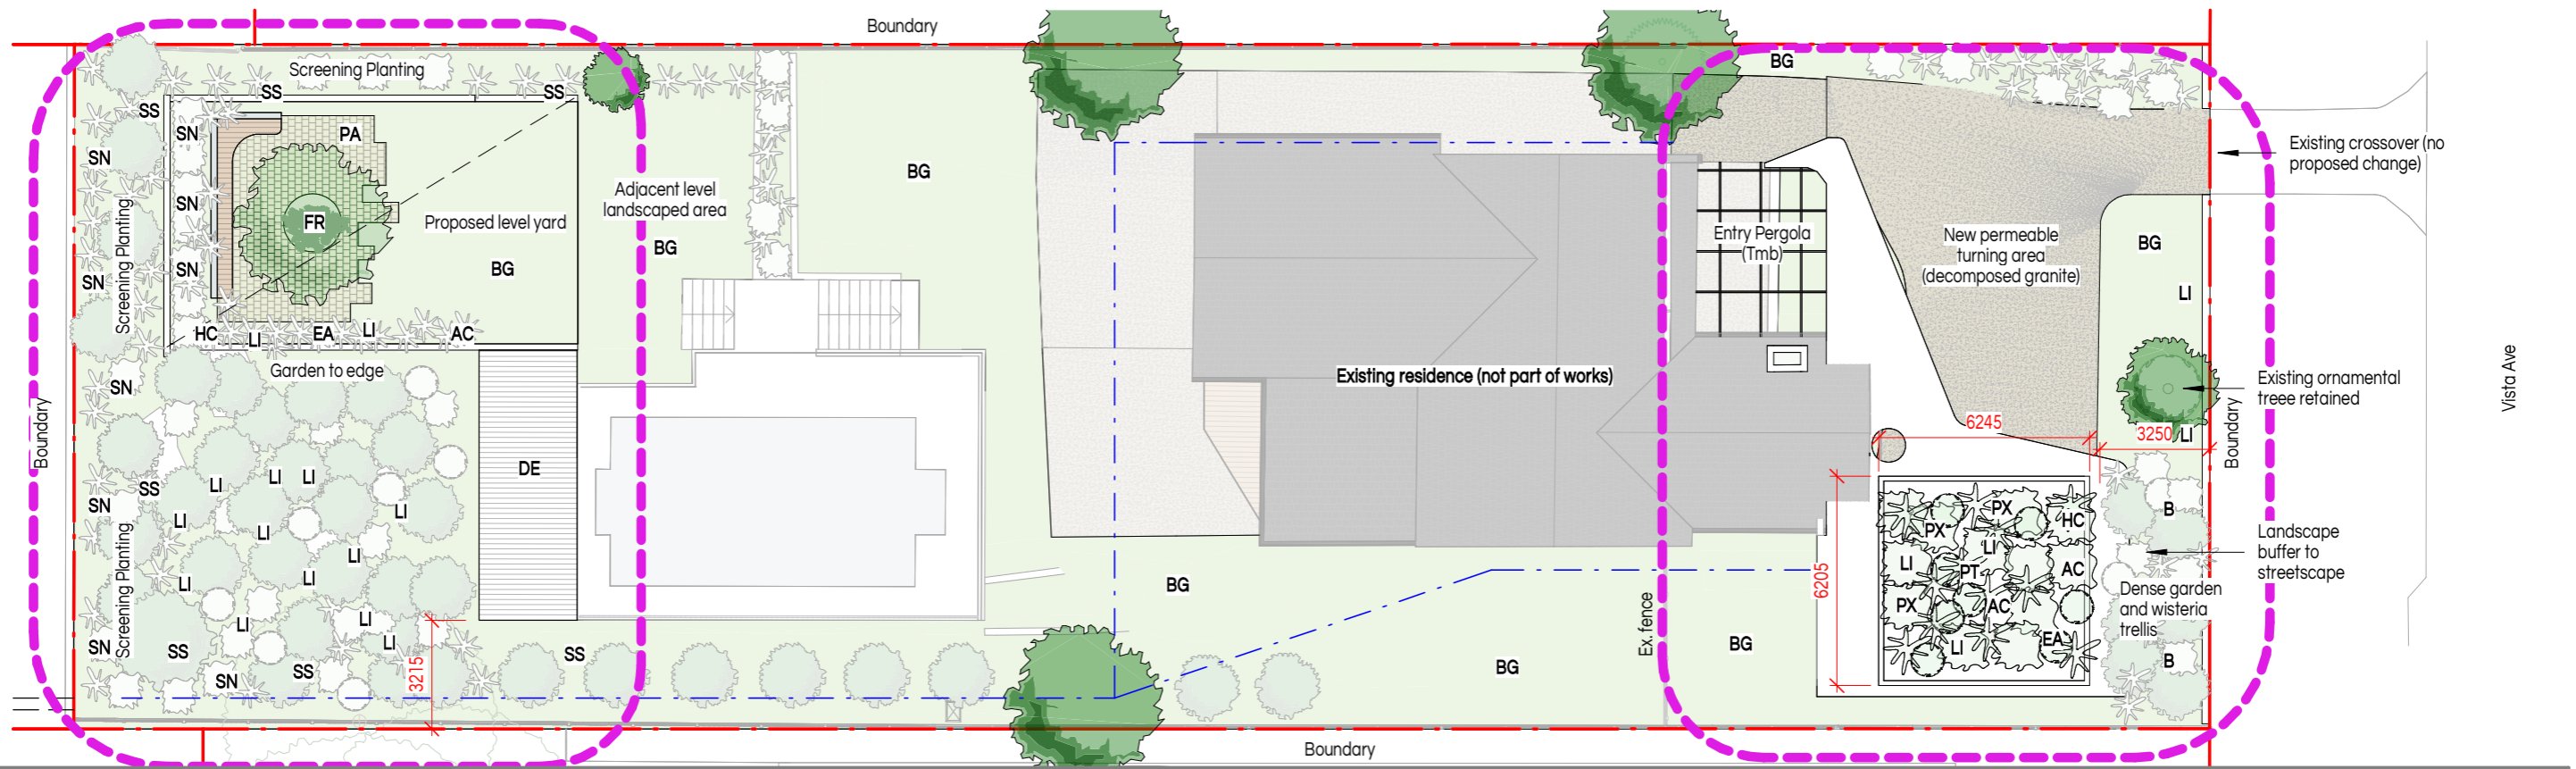 Boundary
Screening Planting
SS
SS
SS
SN
PA
SN
SN
FR
Proposed level yard
Adjacent level
landscaped area
BG
BG
BG
SN
SN
Screening Planting
HC
LI
EA
LI
AC
Garden to edge
SN
Boundary
DE
SS
LI
LI
LI
SN
LI
LI
LI
LI
LI
LI
LI
LI
LI
Screening Planting
SN
SS
SN
SS
3215
SS
BG
Existing residence (not part of works)
BG
Boundary
Ex. fence
BG
BG
Entry Pergola
(Tmb)
New permeable
turning area
(decomposed granite)
BG
LI
Existing crossover (no
proposed change)
Existing ornamental
treee retained
Vista Ave
Boundary
6245
3250
LI
6205
PX
PX
HC
LI
LI
PT
AC
PX
AC
EA
LI
B
B
Landscape
buffer to
streetscape
Dense garden
and wisteria
trellis